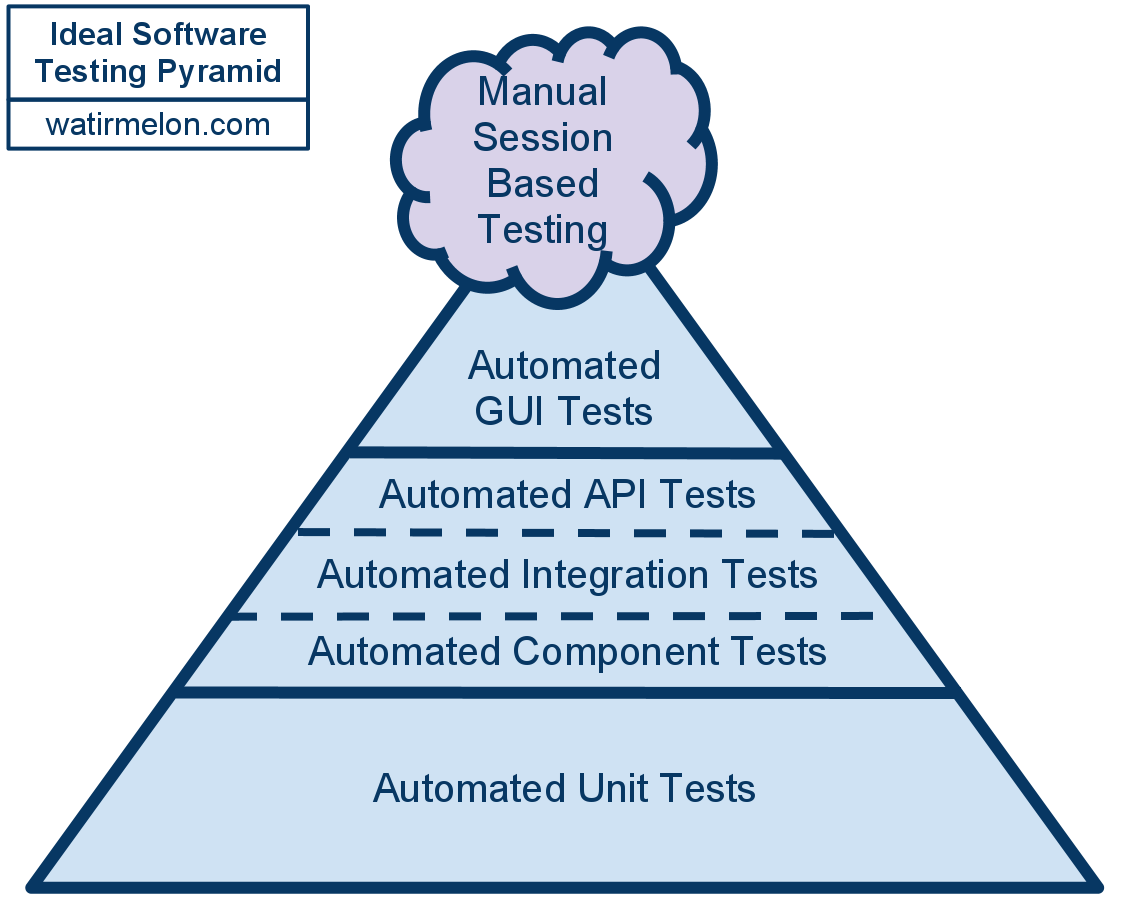 Ideal Software
Testing Pyramid
watirmelon.com
Manual
Session
Based
Testing
Automated
GUI Tests
Automated API Tests
Automated Integration Tests
Automated Component Tests
Automated Unit Tests